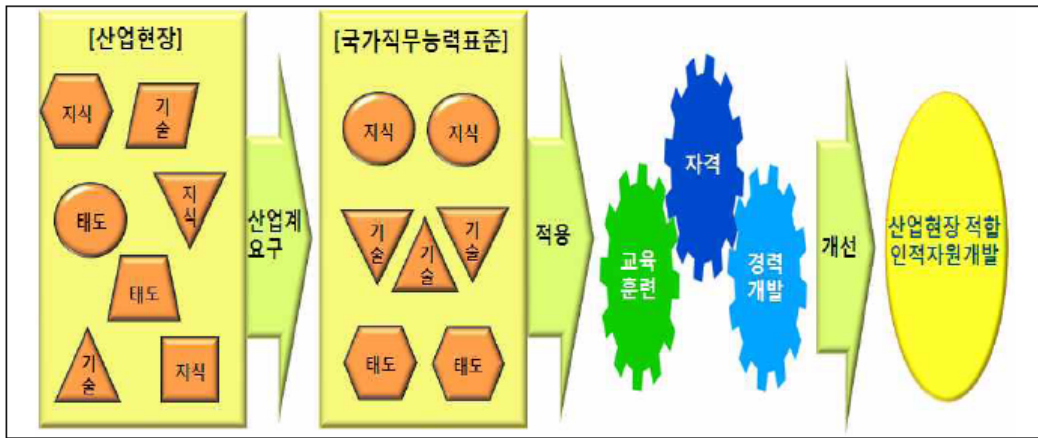 [산업현장]
지식
기
술
태도
지
식
태도
기
술
지식
산업계
요구
[국가직무능력표준]
지식
지식
기
술
기
술
기
술
태도
태도
적용
자격
교육
훈련
경력
개발
개선
산업현장 적합
인적자원개발